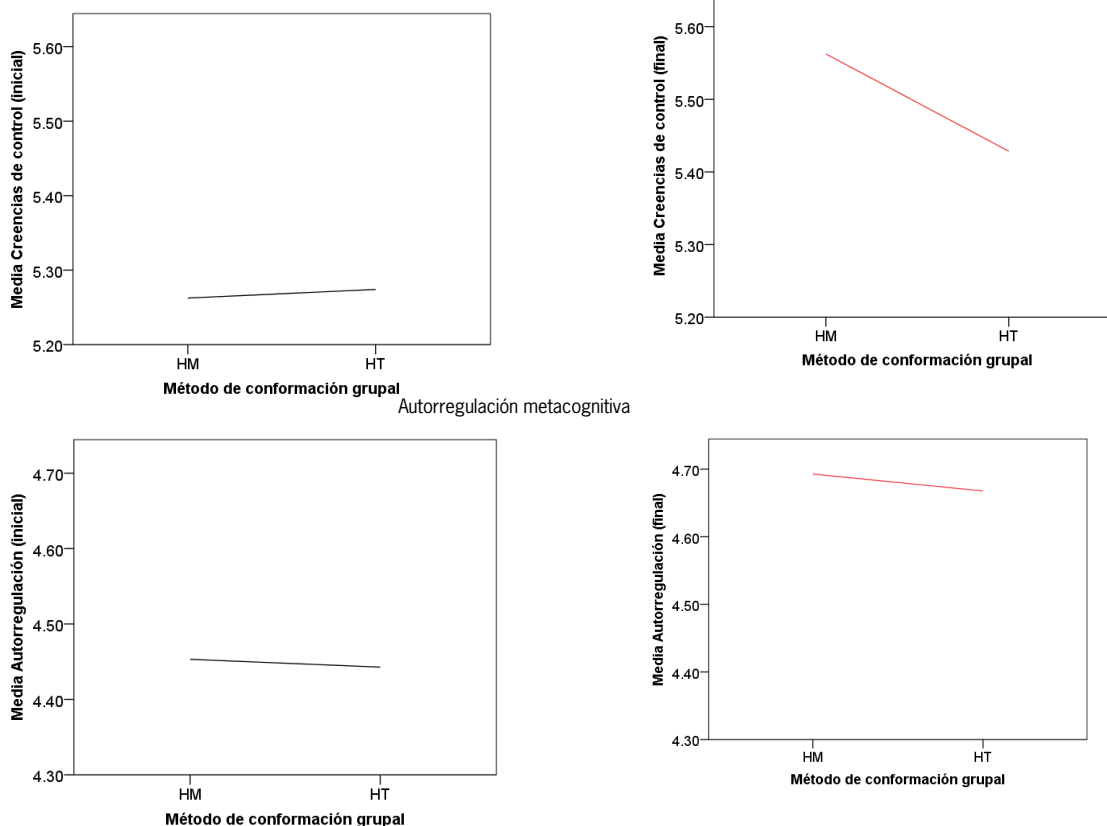 Media Creencias de control (inicial)
5.60
5.50
5.40
5.30
5.20
HM
HT
Método de conformación grupal
Media Creencias de control (final)
5.60
5.50
5.40
5.30
5.20
HM
HT
Método de conformación grupal
Autorregulación metacognitiva
Media Autorregulación (inicial)
4.70
4.60
4.50
4.40
4.30
HM
HT
Método de conformación grupal
Media Autorregulación (final)
4.70
4.60
4.50
4.40
4.30
HM
HT
Método de conformación grupal